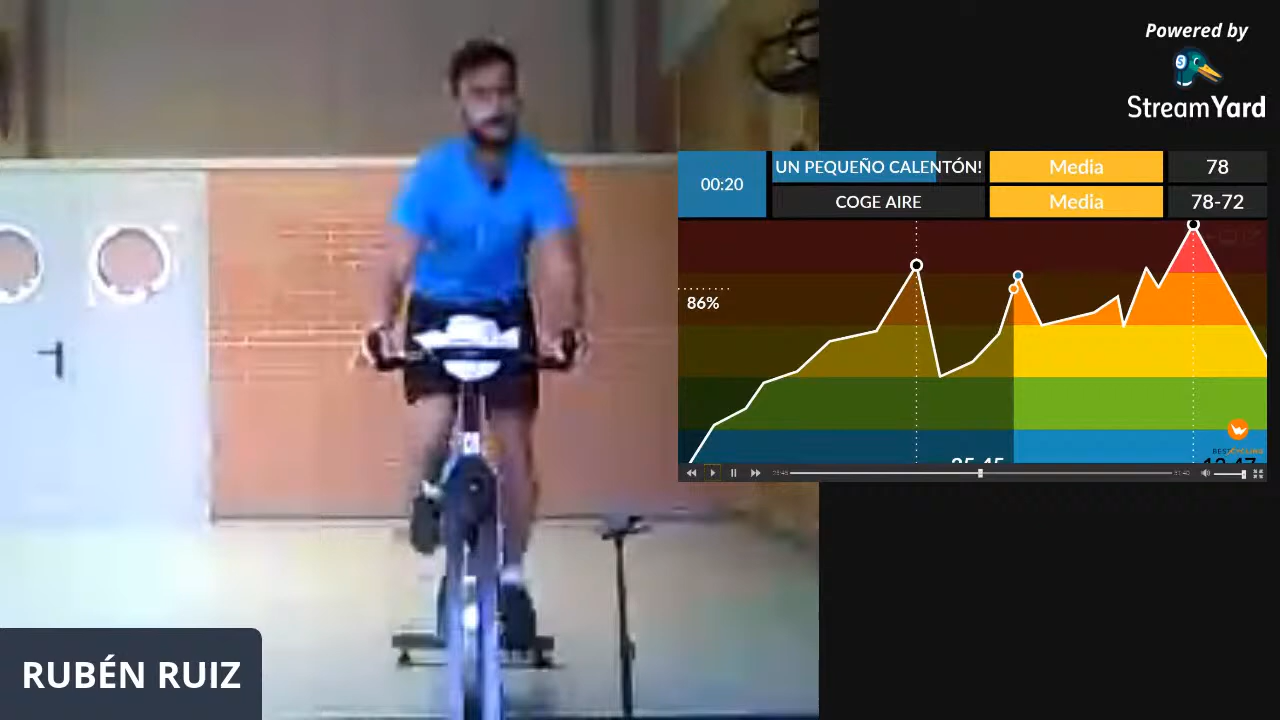 Powered by
StreamYard
00:20
UN PEQUEÑO CALENTÓN!
Media
78
COGE AIRE
Media
78-72
86%
RUBÉN RUIZ